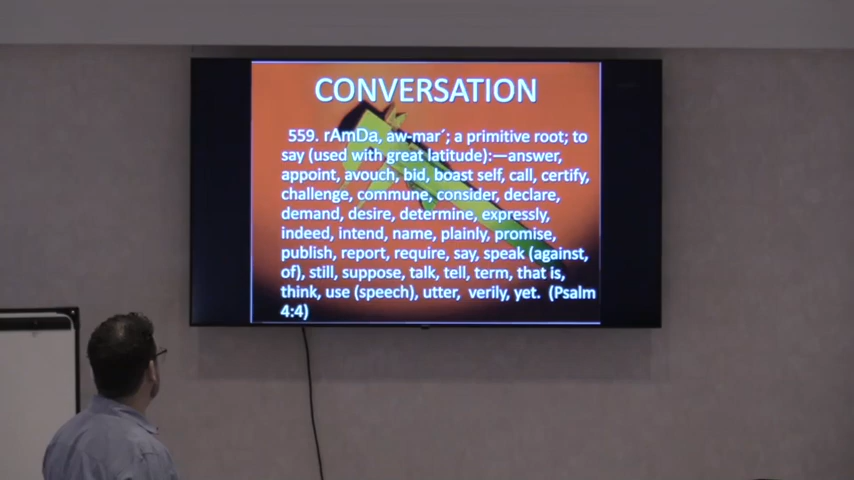 CONVERSATION
559. rAmDa, aw-mar´; a primitive root; to
say (used with great latitude):—answer,
appoint, avouch, bid, boast self, call, certify,
challenge, commune, consider, declare,
demand, desire, determine, expressly,
indeed, intend, name, plainly, promise,
publish, report, require, say, speak (against,
of), still, suppose, talk, tell, term, that is,
think, use (speech), utter, verily, yet. (Psalm
4:4)